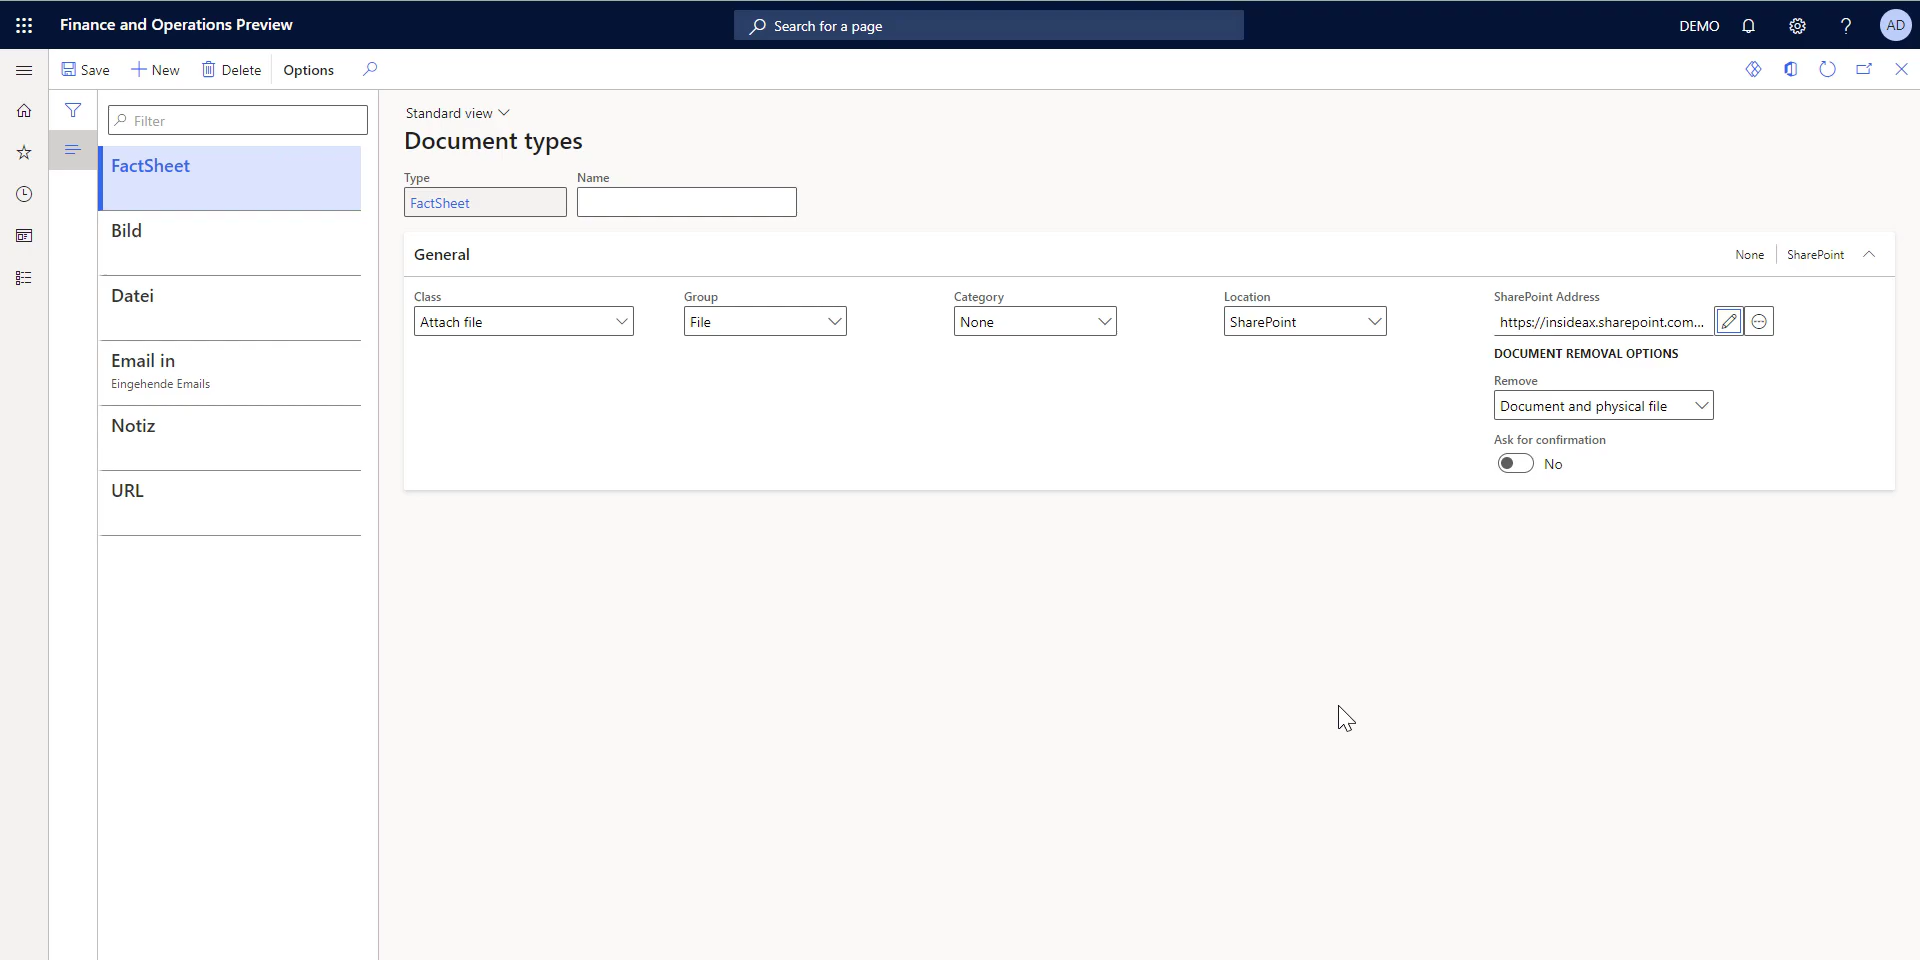 Finance and Operations Preview
Search for a page
DEMO
AD
Save
New
Delete
Options
Filter
FactSheet
Bild
Datei
Email in
Eingehende Emails
Notiz
URL
Standard view
Document types
Type
Name
FactSheet
General
None
SharePoint
Class
Group
Category
Location
SharePoint Address
Attach file
File
None
SharePoint
https://insideax.sharepoint.com...
DOCUMENT REMOVAL OPTIONS
Remove
Document and physical file
Ask for confirmation
No